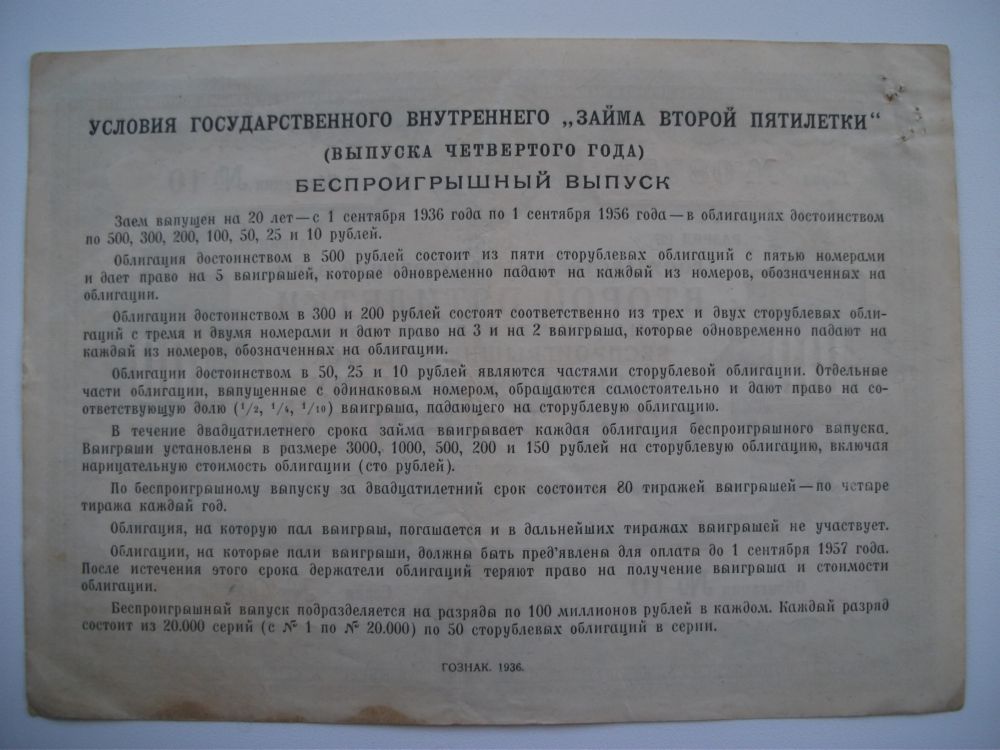 УСЛОВИЯ ГОСУДАРСТВЕННОГО ВНУТРЕННЕГО „ЗАЙМА ВТОРОЙ ПЯТИЛЕТКИ“
(ВЫПУСКА ЧЕТВЕРТОГО ГОДА)
БЕСПРОИГРЫШНЫЙ ВЫПУСК
Заем выпущен на 20 лет—с 1 сентября 1936 года по 1 сентября 1956 года—в облигациях достоинством
по 500, 300, 200, 100, 50, 25 и 10 рублей.
Облигация достоинством в 500 рублей состоит из пяти сторублевых облигаций с пятью номерами
и дает право на 5 выигрышей, которые одновременно падают на каждый из номеров, обозначенных на
облигации.
Облигации достоинством в 300 и 200 рублей состоят соответственно из трех и двух сторублевых обли-
гаций с тремя и двумя номерами и дают право на 3 и на 2 выигрыша, которые одновременно падают на
каждый из номеров, обозначенных на облигации.
Облигации достоинством в 50, 25 и 10 рублей являются частями сторублевой облигации. Отдельные
части облигации, выпущенные с одинаковым номером, обращаются самостоятельно и дают право на со-
ответствующую долю (1/2, 1/4, 1/10) выигрыша, падающего на сторублевую облигацию.
В течение двадцатилетнего срока займа выигрывает каждая облигация беспроигрышного выпуска.
Выигрыши установлены в размере 3000, 1000, 500, 200 и 150 рублей на сторублевую облигацию, включая
нарицательную стоимость облигации (сто рублей).
По беспроигрышному выпуску за двадцатилетний срок состоится 80 тиражей выигрышей—по четыре
тиража каждый год.
Облигация, на которую пал выигрыш, погашается и в дальнейших тиражах выигрышей не участвует.
Облигации, на которые пали выигрыши, должны быть пред'явлены для оплаты до 1 сентября 1957 года.
После истечения этого срока держатели облигаций теряют право на получение выигрыша и стоимости
облигации.
Беспроигрышный выпуск подразделяется на разряды по 100 миллионов рублей в каждом. Каждый разряд
состоит из 20.000 серий (с № 1 по № 20.000) по 50 сторублевых облигаций в серии.
ГОЗНАК. 1936.